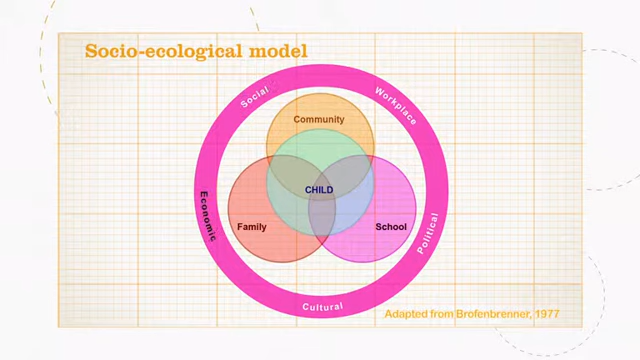 Socio-ecological model
Social
Workplace
Community
CHILD
Economic
Family
School
Political
Cultural
Adapted from Brofenbrenner, 1977